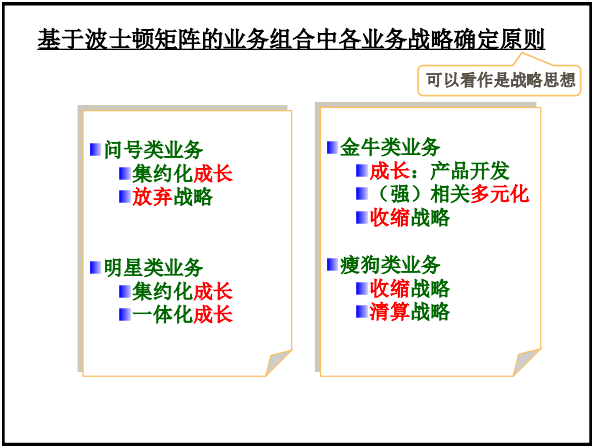 基于波士顿矩阵的业务组合中各业务战略确定原则
可以看作是战略思想
问号类业务
集约化成长
放弃战略
明星类业务
集约化成长
一体化成长
金牛类业务
成长：产品开发
（强）相关多元化
收缩战略
瘦狗类业务
收缩战略
清算战略